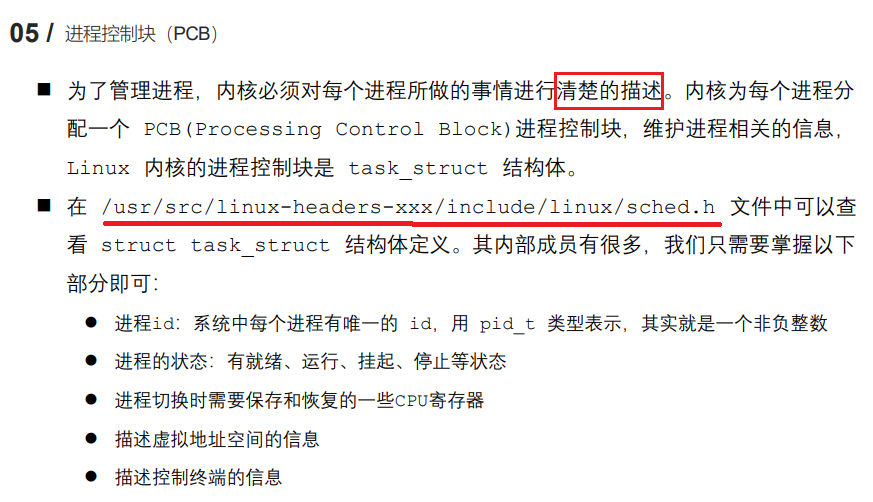 05 / 进程控制块（PCB）
■ 为了管理进程，内核必须对每个进程所做的事情进行清楚的描述。内核为每个进程分
配一个 PCB(Processing Control Block)进程控制块，维护进程相关的信息，
Linux 内核的进程控制块是 task_struct 结构体。
■ 在 /usr/src/linux-headers-xxx/include/linux/sched.h 文件中可以查
看 struct task_struct 结构体定义。其内部成员有很多，我们只需要掌握以下
部分即可：
● 进程id：系统中每个进程有唯一的 id，用 pid_t 类型表示，其实就是一个非负整数
● 进程的状态：有就绪、运行、挂起、停止等状态
● 进程切换时需要保存和恢复的一些CPU寄存器
● 描述虚拟地址空间的信息
● 描述控制终端的信息